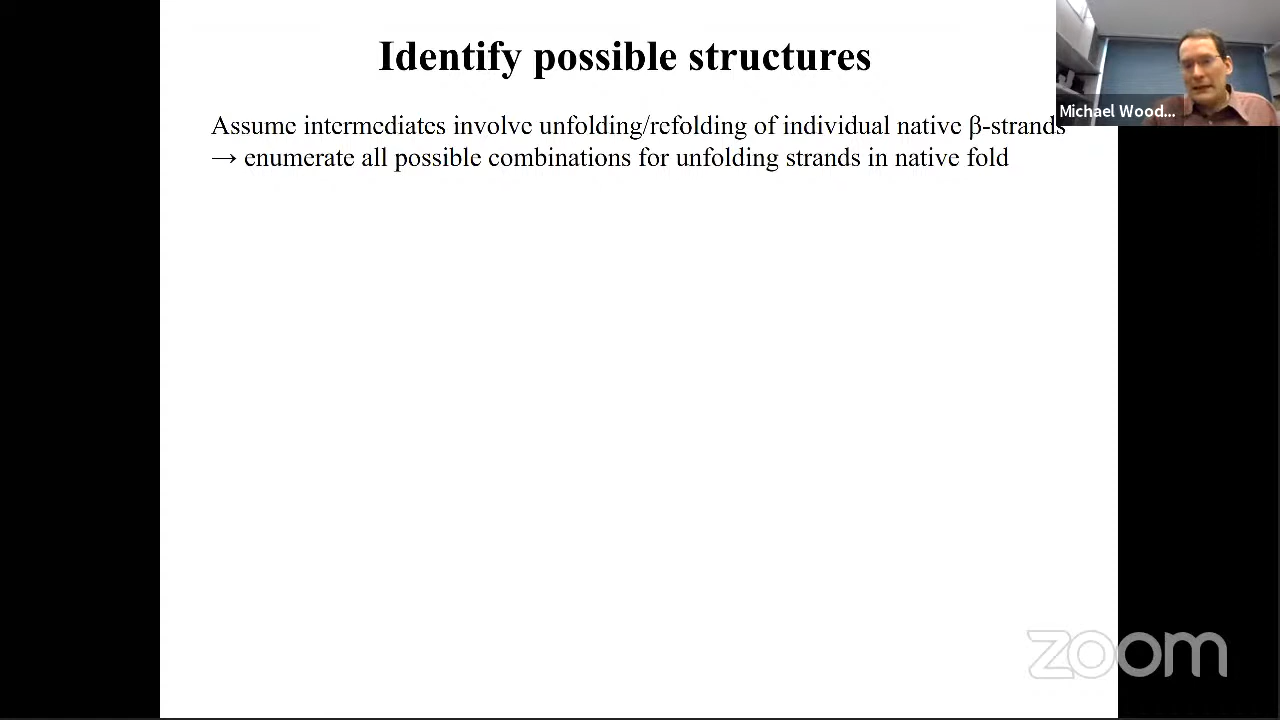 Identify possible structures
Assume intermediates involve unfolding/refolding of individual native β-strands
→ enumerate all possible combinations for unfolding strands in native fold
Michael Wood...
zoom